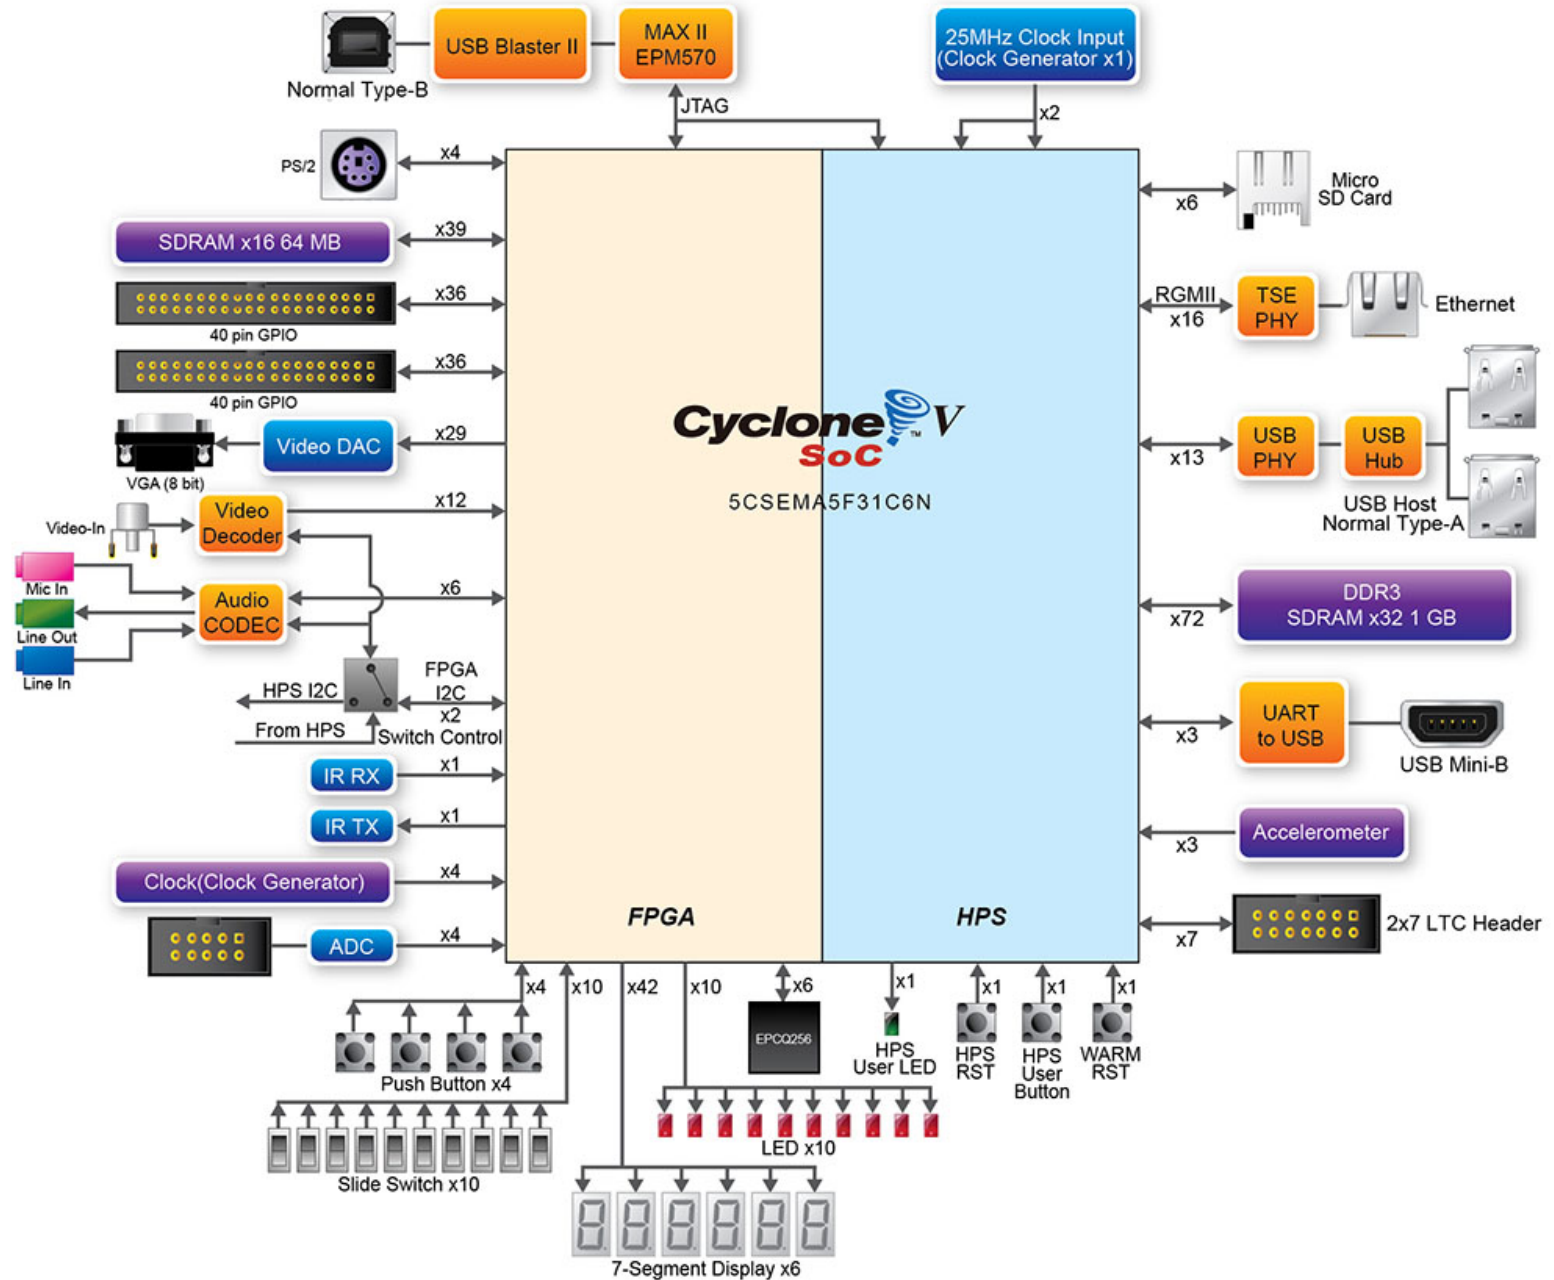 USB Blaster II
MAX II
EPM570
25MHz Clock Input
(Clock Generator x1)
Normal Type-B
JTAG
x2
PS/2
x4
x6
Micro
SD Card
SDRAM x16 64 MB
x39
x36
40 pin GPIO
RGMII
x16
TSE
PHY
Ethernet
x36
40 pin GPIO
Cyclone V
TM
SoC
5CSEMA5F31C6N
Video DAC
x29
VGA (8 bit)
x13
USB
PHY
USB
Hub
USB Host
Normal Type-A
Video-In
Video
Decoder
x12
Mic In
Line Out
Line In
Audio
CODEC
x6
x72
DDR3
SDRAM x32 1 GB
HPS I2C
From HPS
FPGA
I2C
x2
Switch Control
x3
UART
to USB
USB Mini-B
IR RX
x1
IR TX
x1
x3
Accelerometer
Clock(Clock Generator)
x4
ADC
x4
FPGA
HPS
x7
2x7 LTC Header
x4
x10
x42
x10
x6
x1
x1
x1
x1
EPCQ256
HPS
User LED
HPS
RST
HPS
User
Button
WARM
RST
Push Button x4
LED x10
Slide Switch x10
7-Segment Display x6